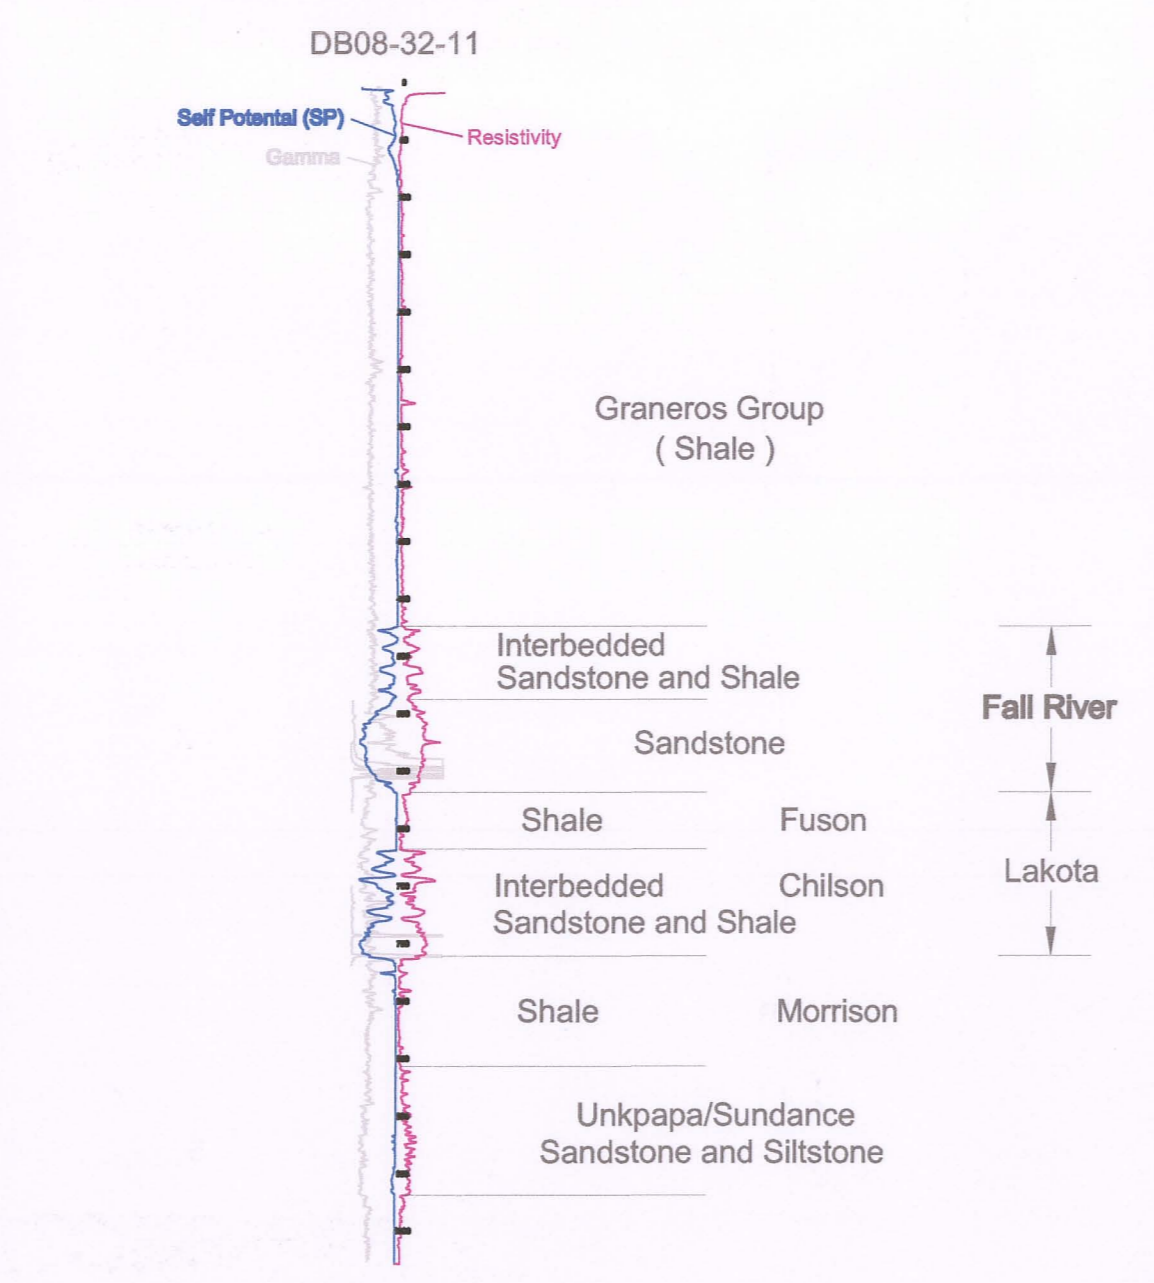 DB08-32-11
Self Potental (SP)
Resistivity
Gamma
Graneros Group
( Shale )
Interbedded
Sandstone and Shale
Fall River
Sandstone
Shale
Fuson
Lakota
Interbedded
Chilson
Sandstone and Shale
Shale
Morrison
Unkpapa/Sundance
Sandstone and Siltstone